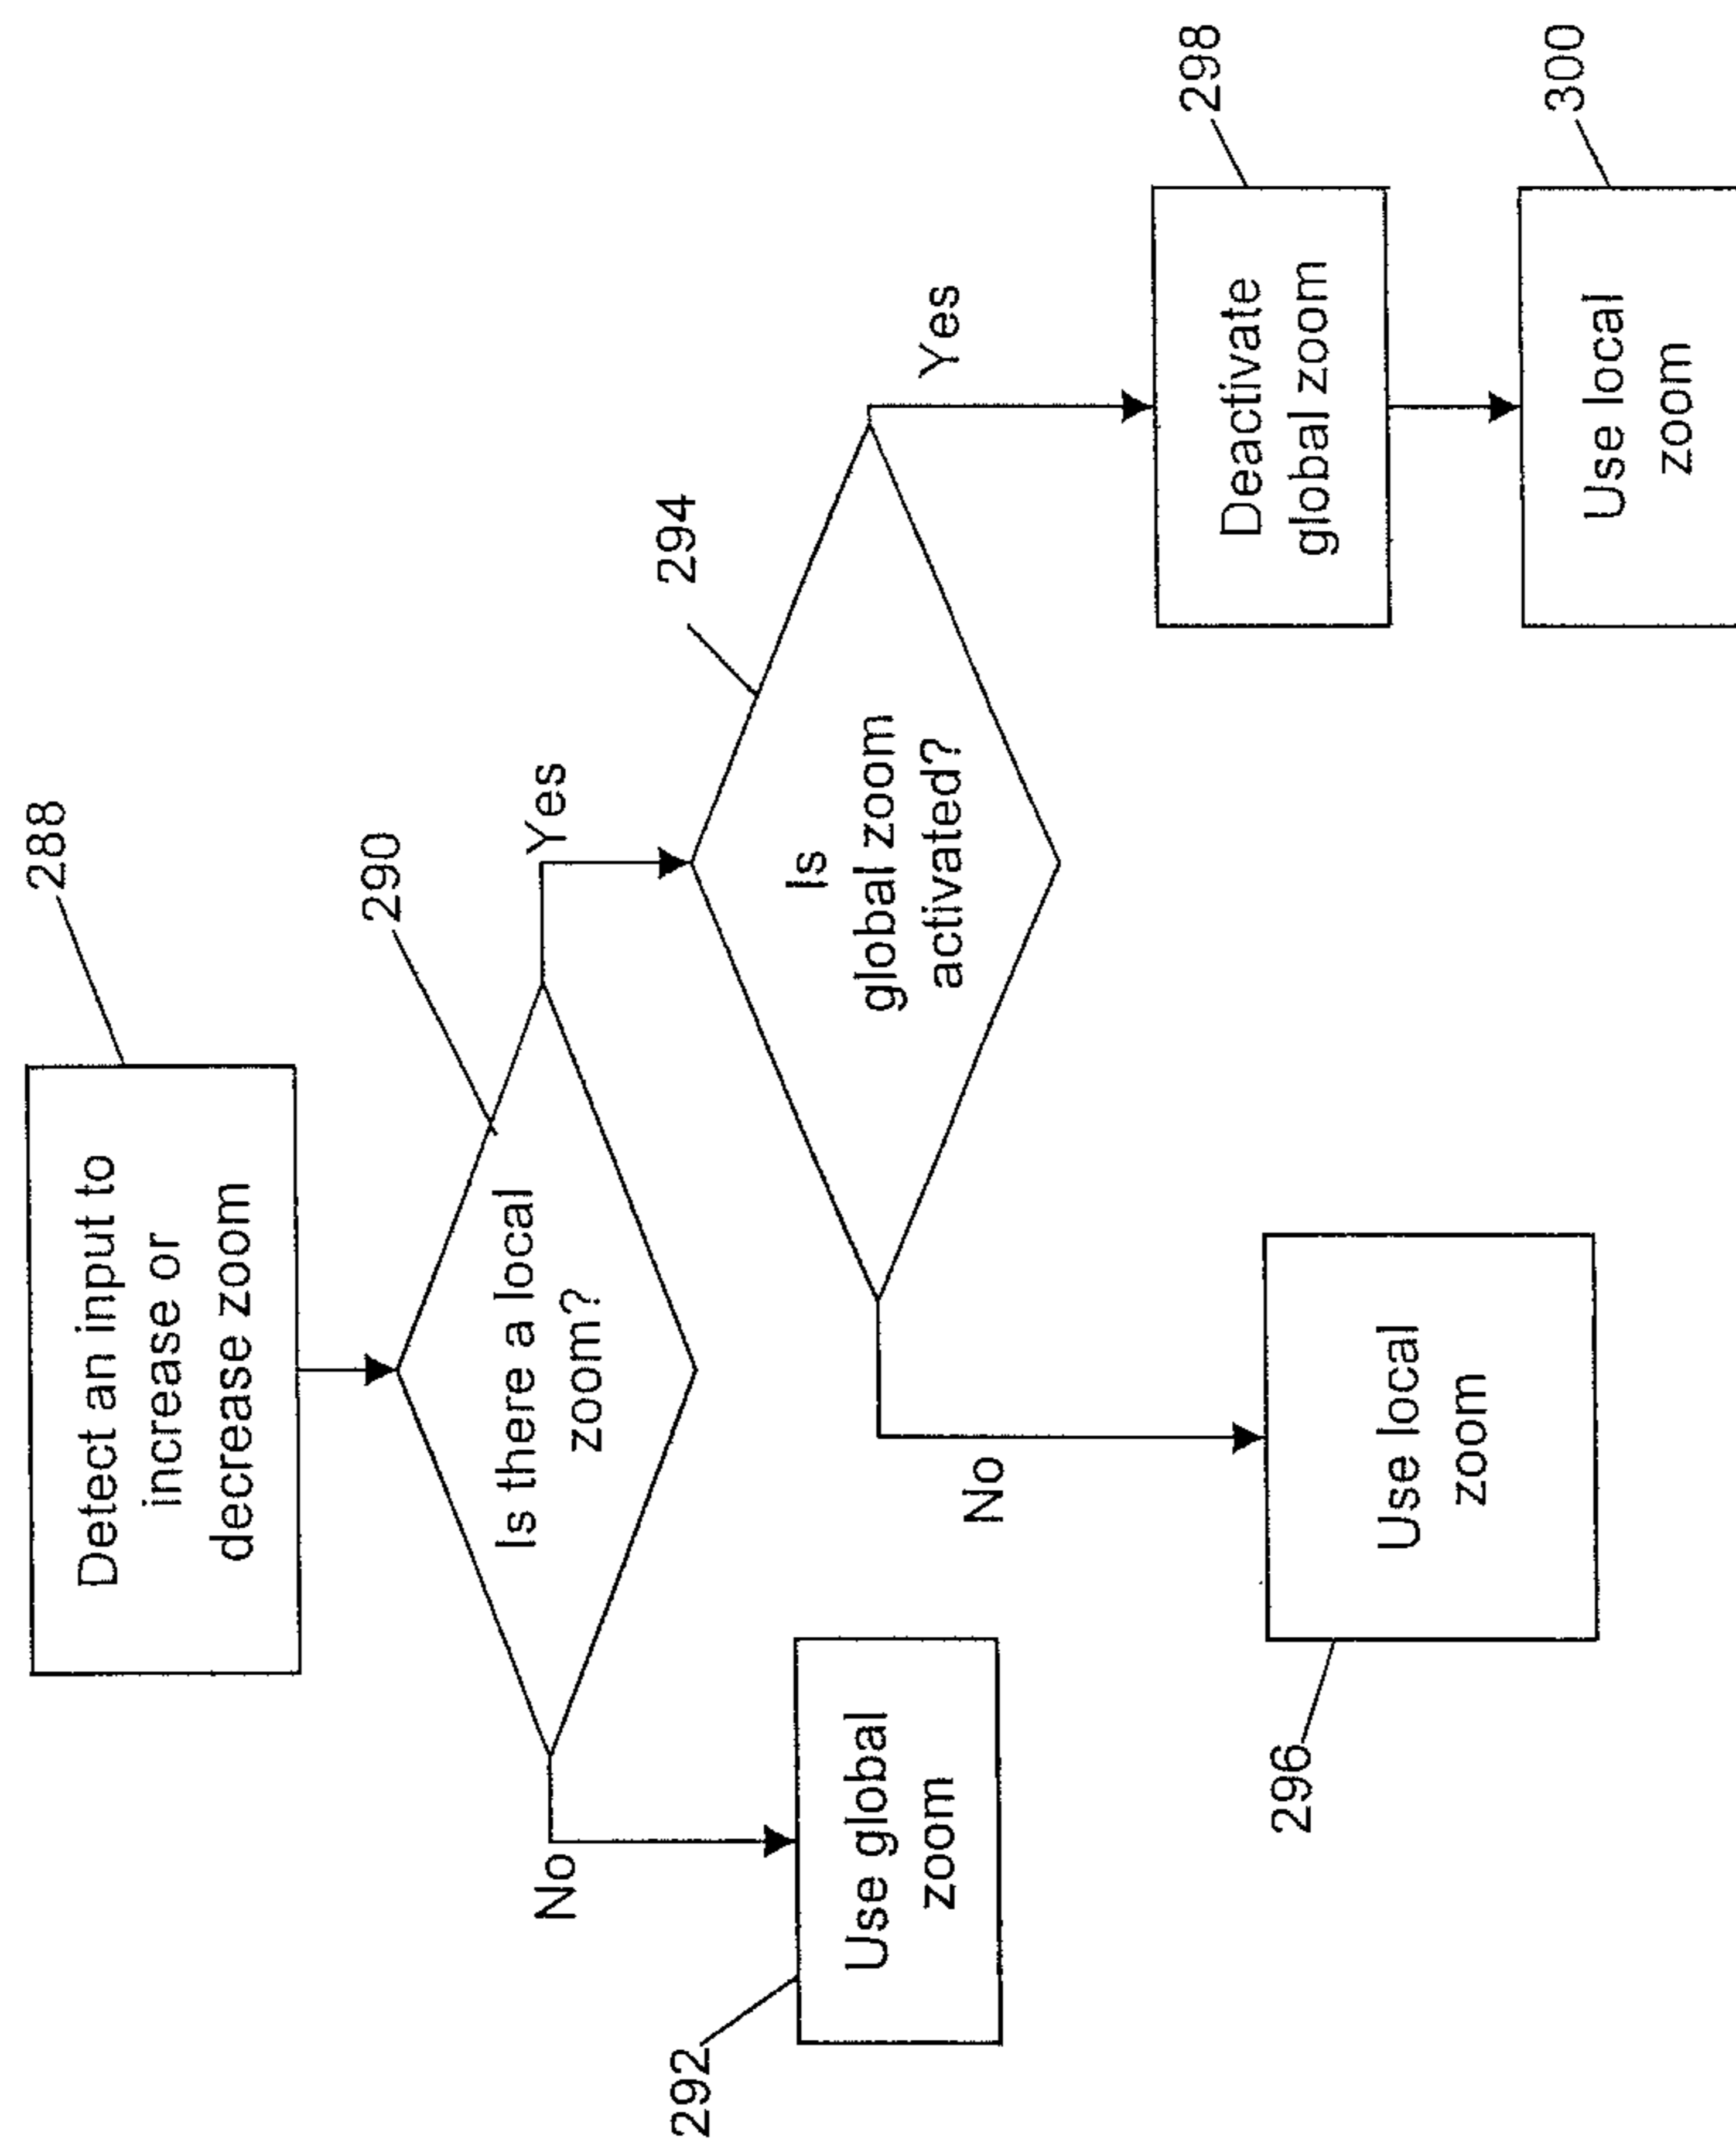 Detect an input to
increase or
decrease zoom
288
Is there a local
zoom?
290
No
Yes
Use global
zoom
292
Is
global zoom
activated?
294
No
Yes
Use local
zoom
296
Deactivate
global zoom
298
Use local
zoom
300